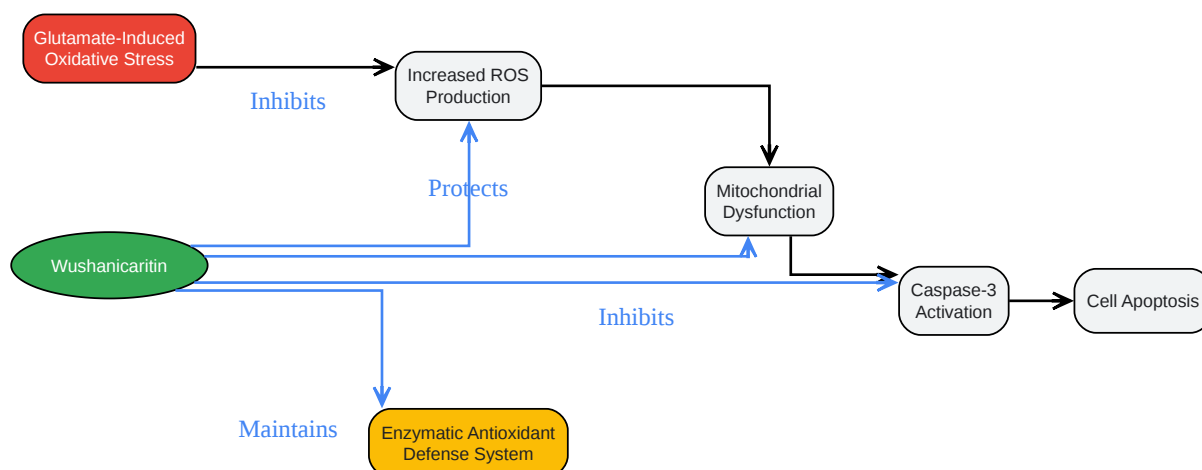 Glutamate-Induced
Oxidative Stress
Increased ROS
Production
Inhibits
Protects
Mitochondrial
Dysfunction
Wushanicaritin
Caspase-3
Activation
Cell Apoptosis
Inhibits
Maintains
Enzymatic Antioxidant
Defense System